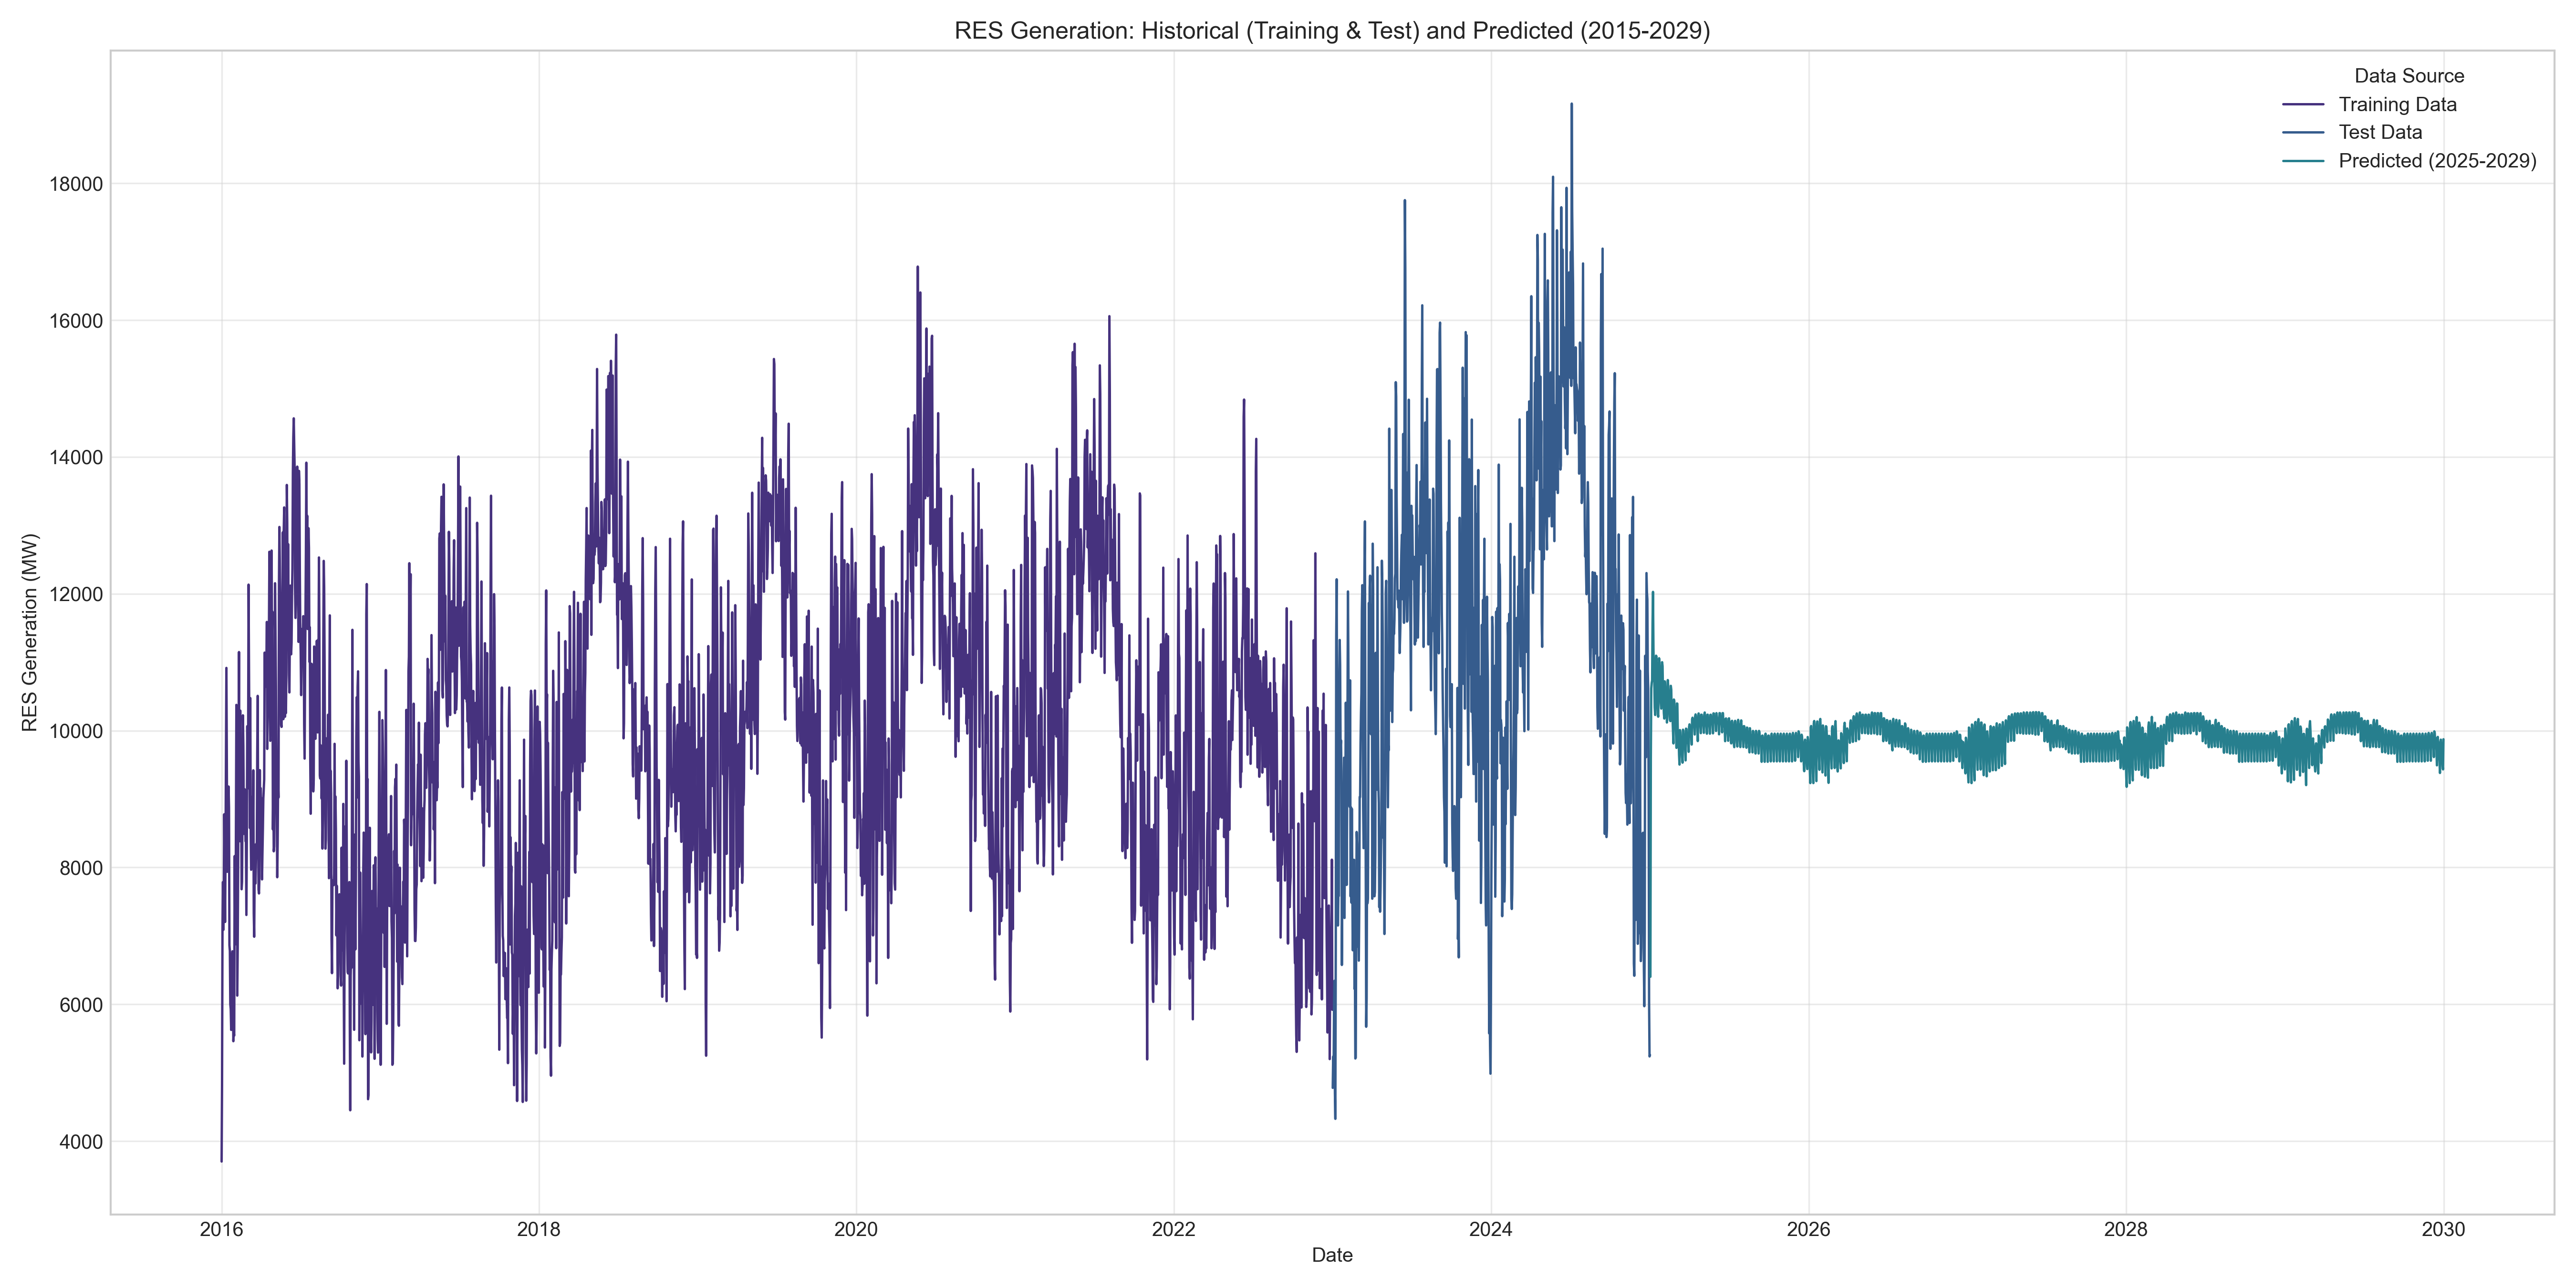 RES Generation: Historical (Training & Test) and Predicted (2015-2029)
Data Source
Training Data
Test Data
Predicted (2025-2029)
RES Generation (MW)
18000
16000
14000
12000
10000
8000
6000
4000
2016 2018 2020 2022 2024 2026 2028 2030
Date